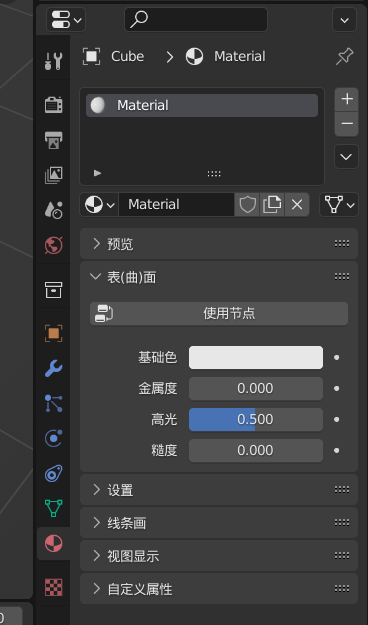 Cube > Material
Material
Material
预览
表(曲)面
使用节点
基础色
金属度 0.000
高光 0.500
糙度 0.000
设置
线条画
视图显示
自定义属性
0